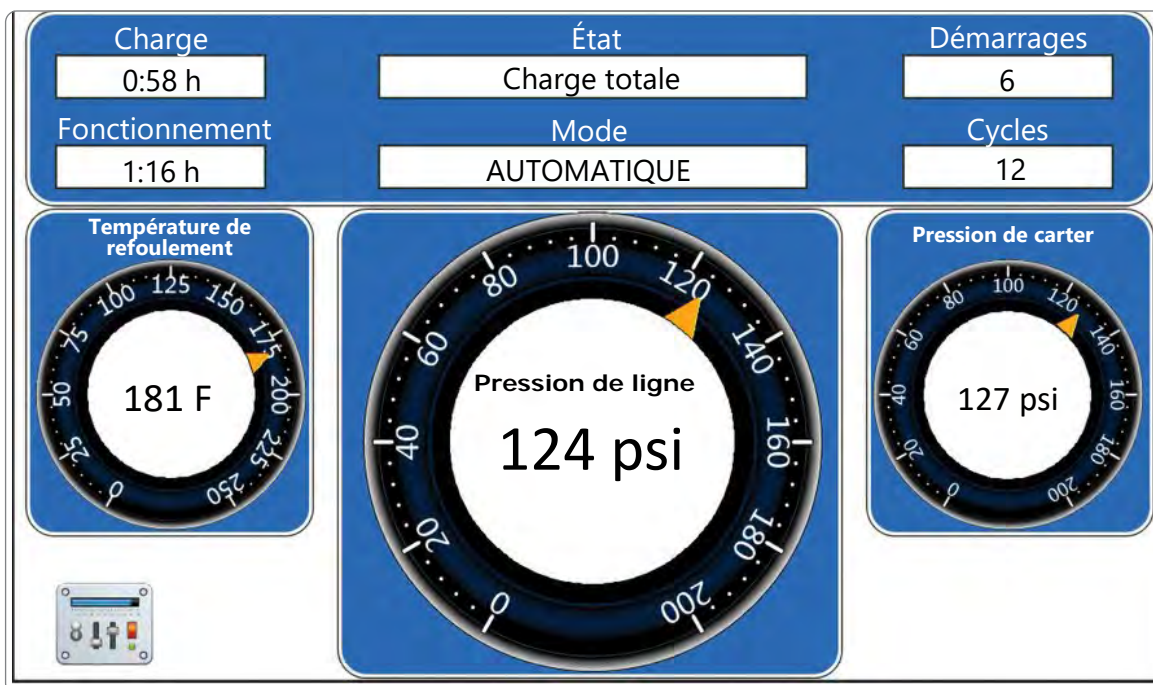 Charge
État
Démarrages
0:58 h
Charge totale
6
Fonctionnement
Mode
Cycles
1:16 h
AUTOMATIQUE
12
Température de
refoulement
0 25 50 75 100 125 150 175 200 225 250
181 F
0 20 40 60 80 100 120 140 160 180 200
Pression de ligne
124 psi
Pression de carter
0 20 40 60 80 100 120 140 160 180 200
127 psi